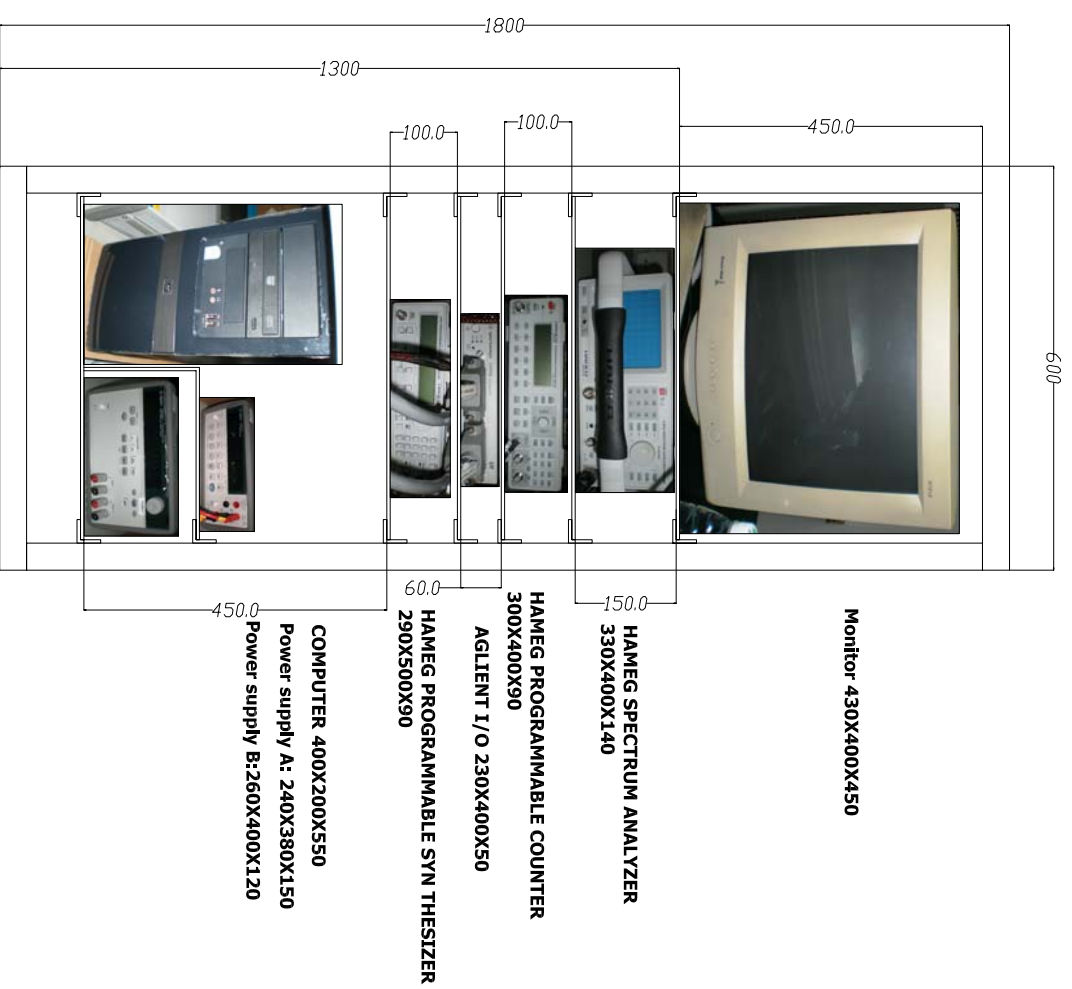 1800
1300
100.0
100.0
450.0
600
450.0
60.0
150.0
Monitor 430X400X450
HAMEG SPECTRUM ANALYZER
330X400X140
HAMEG PROGRAMMABLE COUNTER
300X400X90
AGLIENT I/O 230X400X50
HAMEG PROGRAMMABLE SYN THESIZER
290X500X90
COMPUTER 400X200X550
Power supply A: 240X380X150
Power supply B:260X400X120